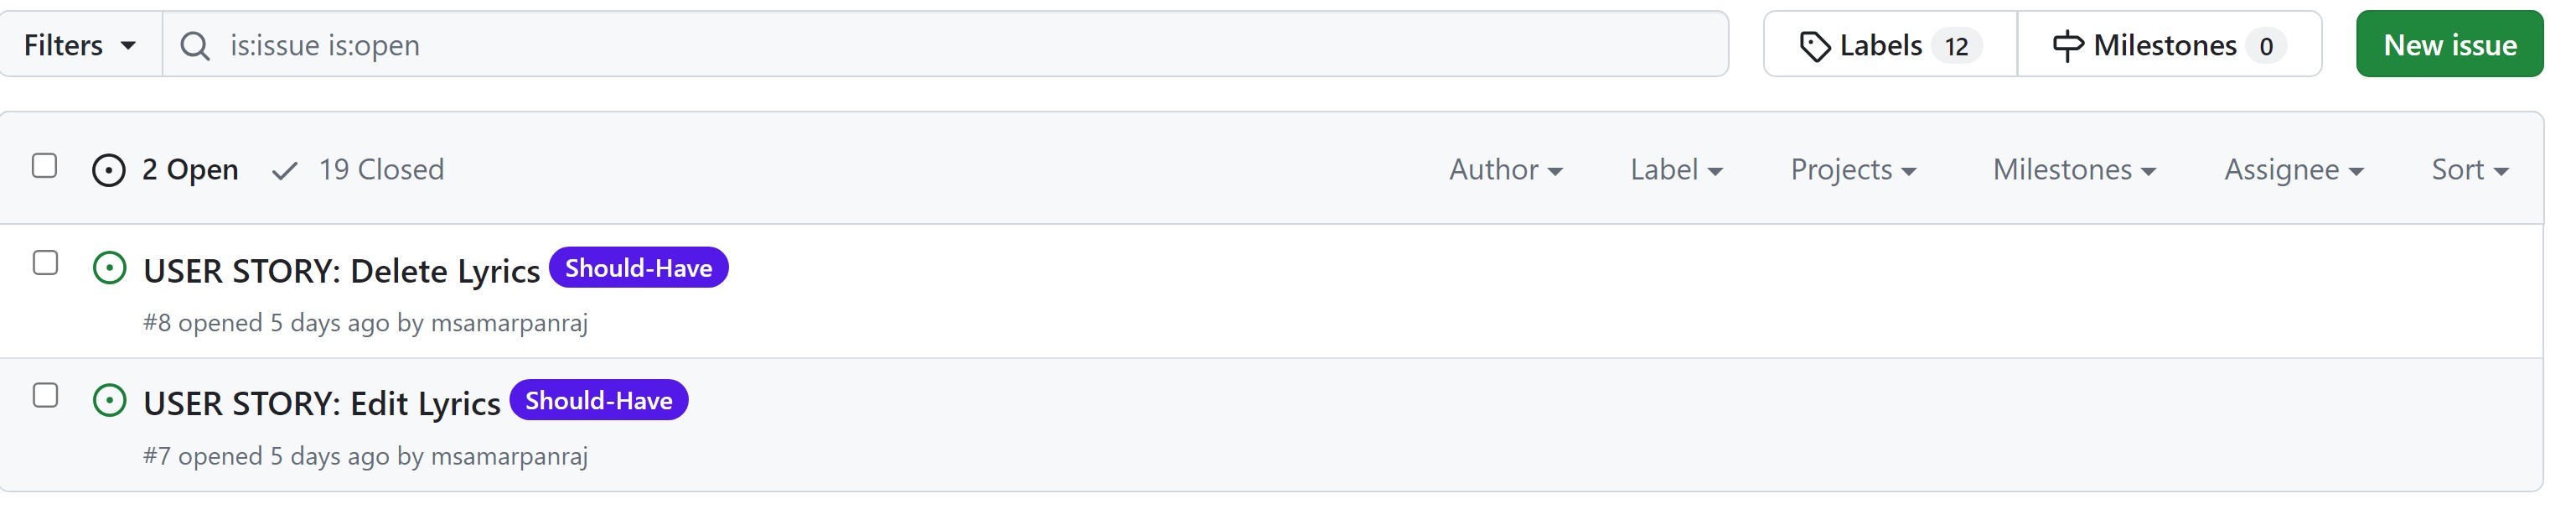 Filters is:issue is:open Labels 12 Milestones 0 New issue
2 Open 19 Closed Author Label Projects Milestones Assignee Sort
USER STORY: Delete Lyrics Should-Have
#8 opened 5 days ago by msamarpanraj
USER STORY: Edit Lyrics Should-Have
#7 opened 5 days ago by msamarpanraj